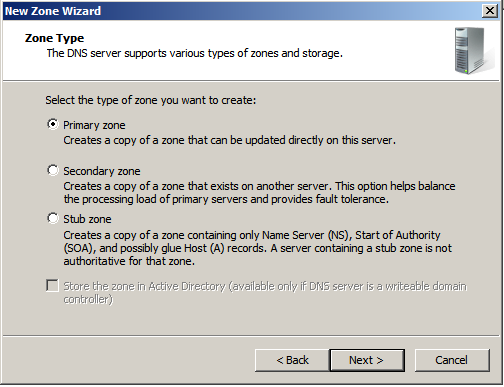 New Zone Wizard
Zone Type
The DNS server supports various types of zones and storage.
Select the type of zone you want to create:
Primary zone
Creates a copy of a zone that can be updated directly on this server.
Secondary zone
Creates a copy of a zone that exists on another server. This option helps balance
the processing load of primary servers and provides fault tolerance.
Stub zone
Creates a copy of a zone containing only Name Server (NS), Start of Authority
(SOA), and possibly glue Host (A) records. A server containing a stub zone is not
authoritative for that zone.
Store the zone in Active Directory (available only if DNS server is a writeable domain
controller)
< Back
Next >
Cancel